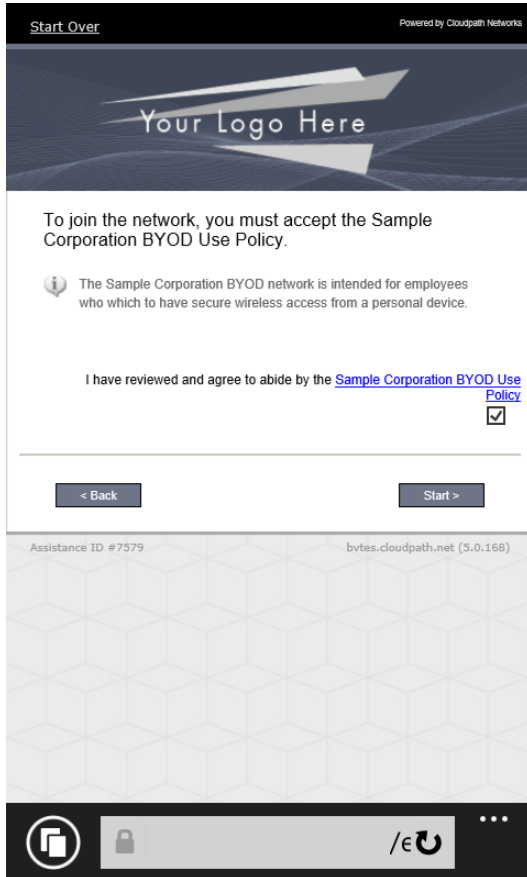 Start Over
Powered by Cloudpath Networks
Your Logo Here
To join the network, you must accept the Sample
Corporation BYOD Use Policy.
The Sample Corporation BYOD network is intended for employees
who which to have secure wireless access from a personal device.
I have reviewed and agree to abide by the Sample Corporation BYOD Use
Policy
< Back
Start >
Assistance ID #7579
bvtes.cloudpath.net (5.0.168)
/e